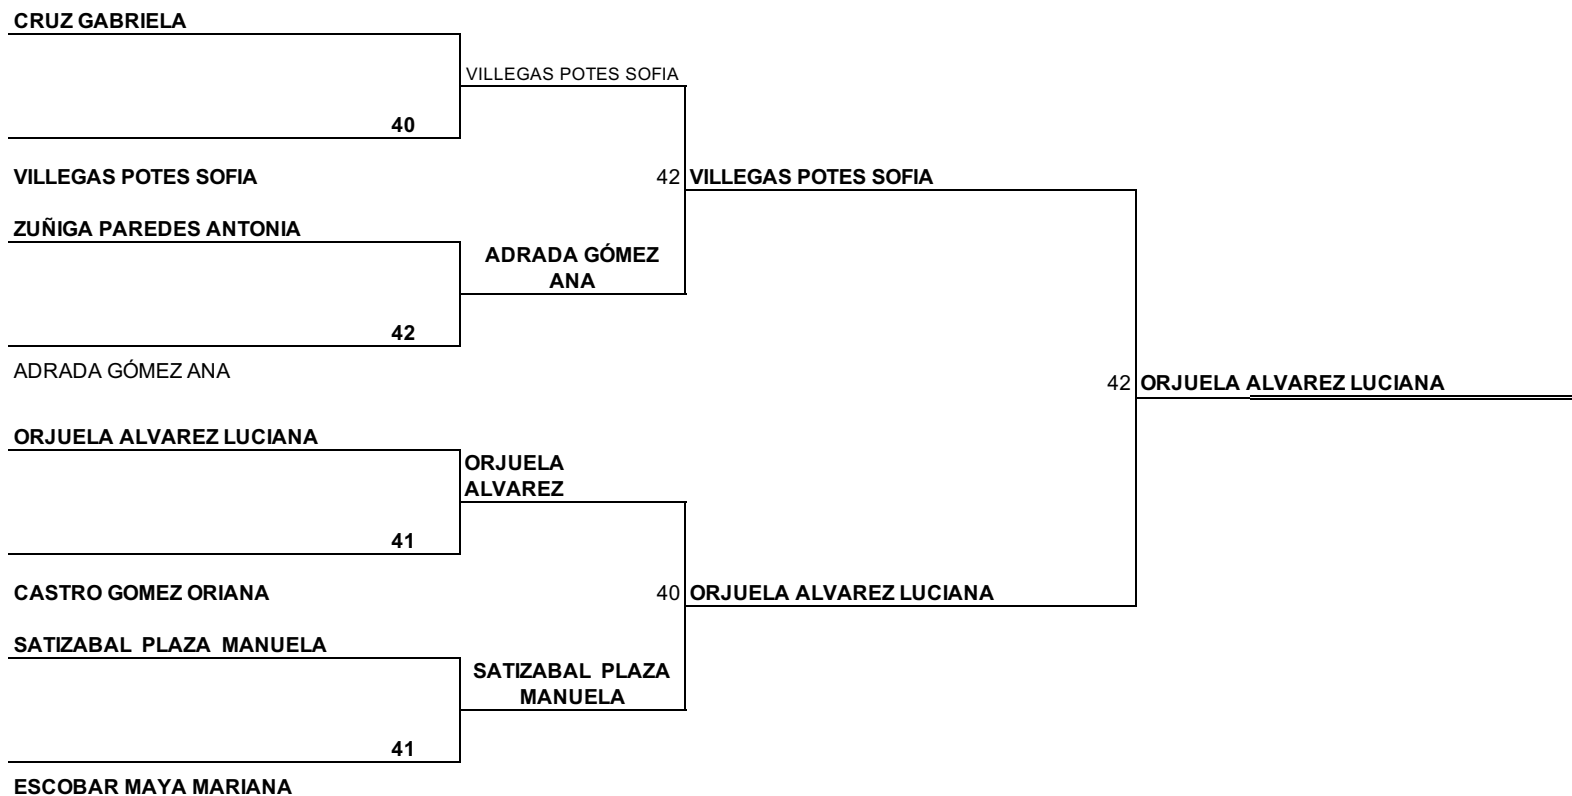 CRUZ GABRIELA
VILLEGAS POTES SOFIA
40
VILLEGAS POTES SOFIA
42 VILLEGAS POTES SOFIA
ZUÑIGA PAREDES ANTONIA
ADRADA GÓMEZ
ANA
42
ADRADA GÓMEZ ANA
42 ORJUELA ALVAREZ LUCIANA
ORJUELA ALVAREZ LUCIANA
ORJUELA
ALVAREZ
41
CASTRO GOMEZ ORIANA
40 ORJUELA ALVAREZ LUCIANA
SATIZABAL PLAZA MANUELA
SATIZABAL PLAZA
MANUELA
41
ESCOBAR MAYA MARIANA